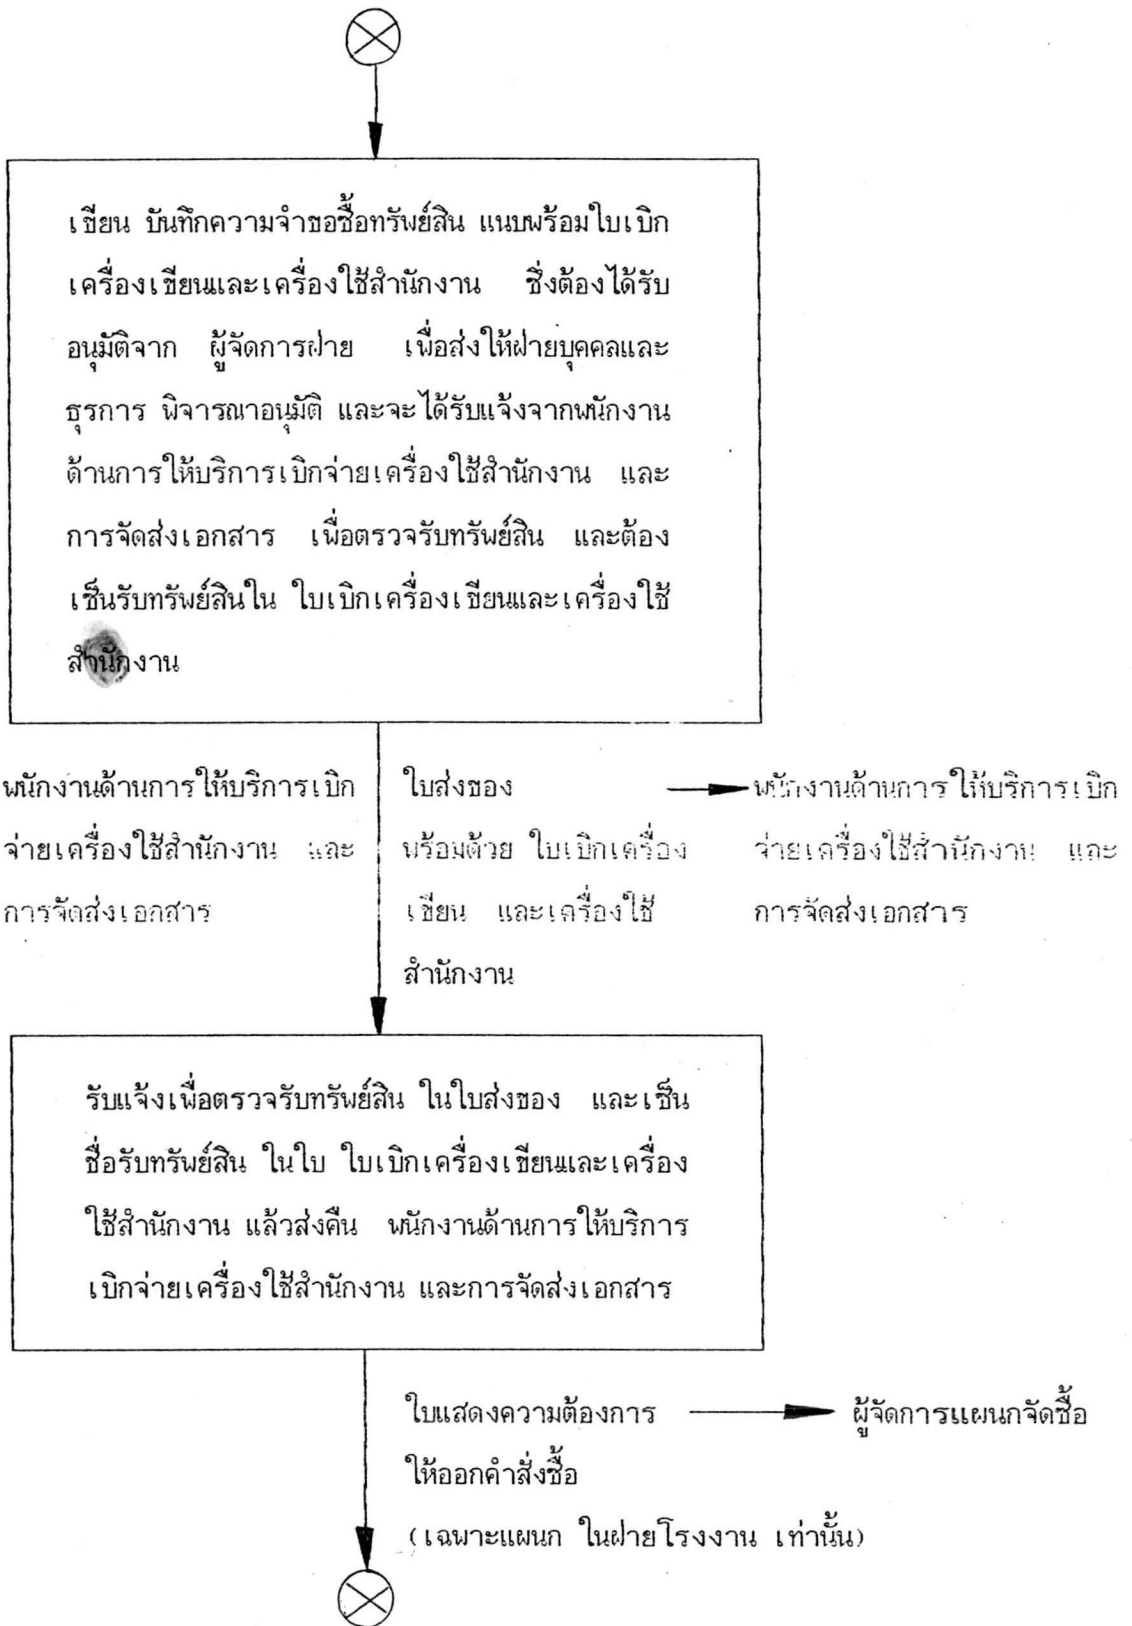 เขียน บันทึกความจำขอซื้อทรัพย์สิน แนบพร้อมใบเบิก
เครื่องเขียนและเครื่องใช้สำนักงาน ซึ่งต้องได้รับ
อนุมัติจาก ผู้จัดการฝ่าย เพื่อส่งให้ฝ่ายบุคคลและ
ธุรการ พิจารณาอนุมัติ และจะได้รับแจ้งจากพนักงาน
ด้านการให้บริการเบิกจ่ายเครื่องใช้สำนักงาน และ
การจัดส่งเอกสาร เพื่อตรวจรับทรัพย์สิน และต้อง
เซ็นรับทรัพย์สินใน ใบเบิกเครื่องเขียนและเครื่องใช้
สำนักงาน
พนักงานด้านการให้บริการเบิก
จ่ายเครื่องใช้สำนักงาน และ
การจัดส่งเอกสาร
ใบส่งของ
พร้อมด้วย ใบเบิกเครื่อง
เขียน และเครื่องใช้
สำนักงาน
พนักงานด้านการให้บริการเบิก
จ่ายเครื่องใช้สำนักงาน และ
การจัดส่งเอกสาร
รับแจ้งเพื่อตรวจรับทรัพย์สิน ในใบส่งของ และเซ็น
ชื่อรับทรัพย์สิน ในใบ ใบเบิกเครื่องเขียนและเครื่อง
ใช้สำนักงาน แล้วส่งคืน พนักงานด้านการให้บริการ
เบิกจ่ายเครื่องใช้สำนักงาน และการจัดส่งเอกสาร
ใบแสดงความต้องการ
ให้ออกคำสั่งซื้อ
(เฉพาะแผนก ในฝ่ายโรงงาน เท่านั้น)
ผู้จัดการแผนกจัดซื้อ